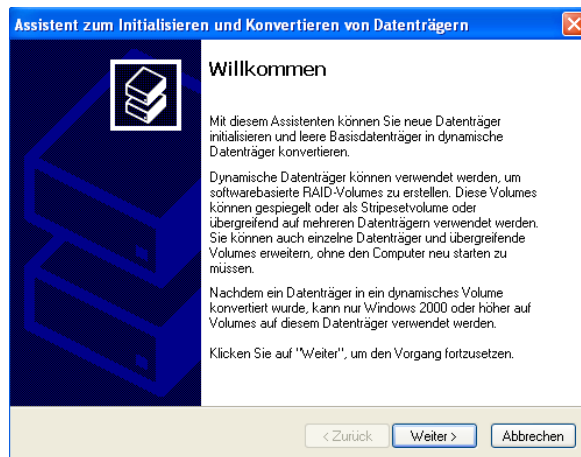 Assistent zum Initialisieren und Konvertieren von Datenträgern
Willkommen
Mit diesem Assistenten können Sie neue Datenträger
initialisieren und leere Basisdatenträger in dynamische
Datenträger konvertieren.
Dynamische Datenträger können verwendet werden, um
softwarebasierte RAID-Volumes zu erstellen. Diese Volumes
können gespiegelt oder als Stripesetvolume oder
übergreifend auf mehreren Datenträgern verwendet werden.
Sie können auch einzelne Datenträger und übergreifende
Volumes erweitern, ohne den Computer neu starten zu
müssen.
Nachdem ein Datenträger in ein dynamisches Volume
konvertiert wurde, kann nur Windows 2000 oder höher auf
Volumes auf diesem Datenträger verwendet werden.
Klicken Sie auf "Weiter", um den Vorgang fortzusetzen.
< Zurück Weiter > Abbrechen